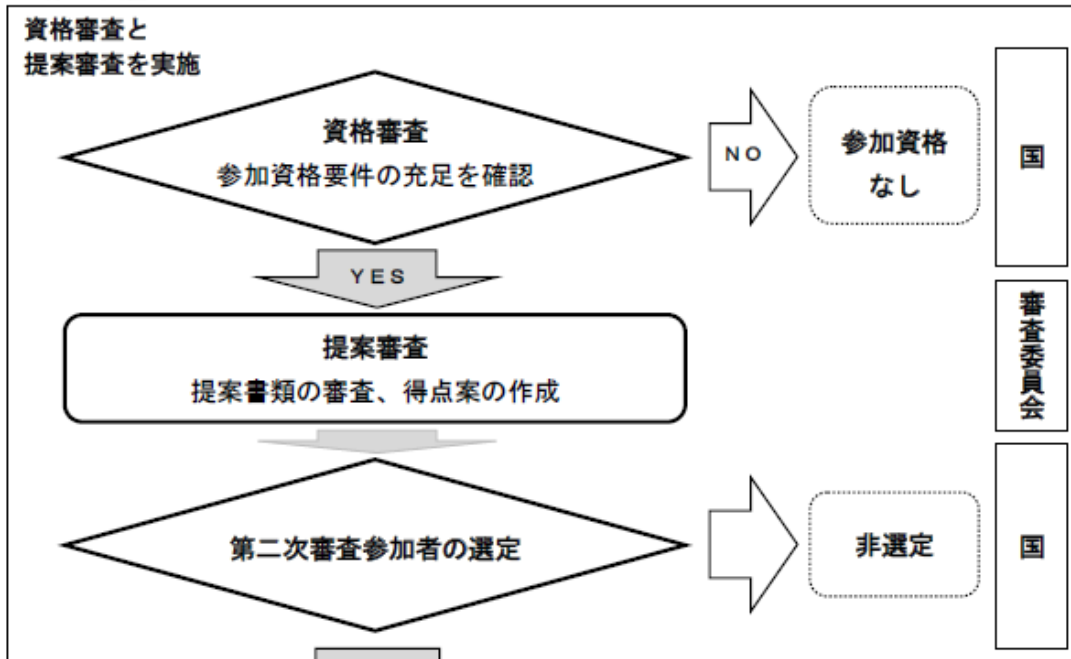 資格審査と
提案審査を実施
資格審査
参加資格要件の充足を確認
NO
参加資格
なし
国
YES
提案審査
提案書類の審査、得点案の作成
審査委員会
第二次審査参加者の選定
非選定
国